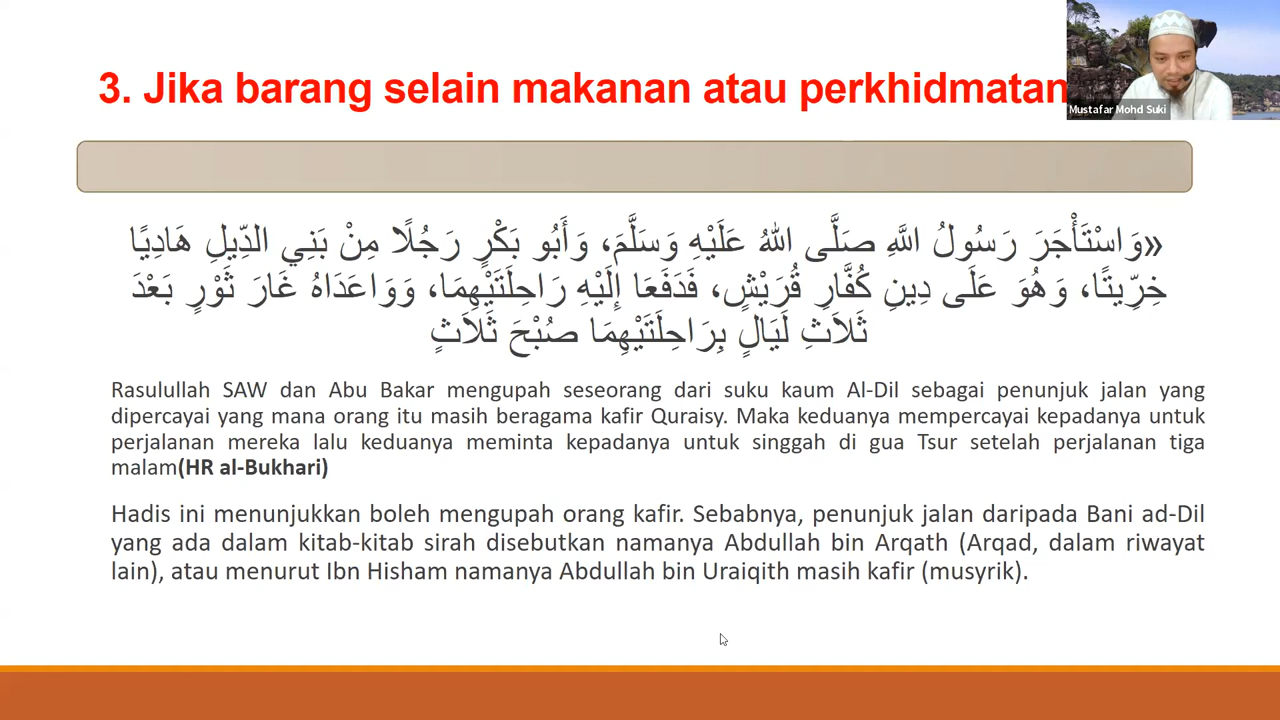 3. Jika barang selain makanan atau perkhidmatan
Mustafar Mohd Suki
«وَاسْتَأْجَرَ رَسُولُ اللَّهِ صَلَّى اللهُ عَلَيْهِ وَسَلَّمَ، وَأَبُو بَكْرٍ رَجُلًا مِنْ بَنِي الدِّيلِ هَادِيًا
خِرِّيتًا، وَهُوَ عَلَى دِينِ كُفَّارِ قُرَيْشٍ، فَدَفَعَا إِلَيْهِ رَاحِلَتَيْهِمَا، وَوَاعَدَاهُ غَارَ ثَوْرٍ بَعْدَ
ثَلاَثِ لَيَالٍ بِرَاحِلَتَيْهِمَا صُبْحَ ثَلاَثٍ
Rasulullah SAW dan Abu Bakar mengupah seseorang dari suku kaum Al-Dil sebagai penunjuk jalan yang
dipercayai yang mana orang itu masih beragama kafir Quraisy. Maka keduanya mempercayai kepadanya untuk
perjalanan mereka lalu keduanya meminta kepadanya untuk singgah di gua Tsur setelah perjalanan tiga
malam(HR al-Bukhari)
Hadis ini menunjukkan boleh mengupah orang kafir. Sebabnya, penunjuk jalan daripada Bani ad-Dil
yang ada dalam kitab-kitab sirah disebutkan namanya Abdullah bin Arqath (Arqad, dalam riwayat
lain), atau menurut Ibn Hisham namanya Abdullah bin Uraiqith masih kafir (musyrik).